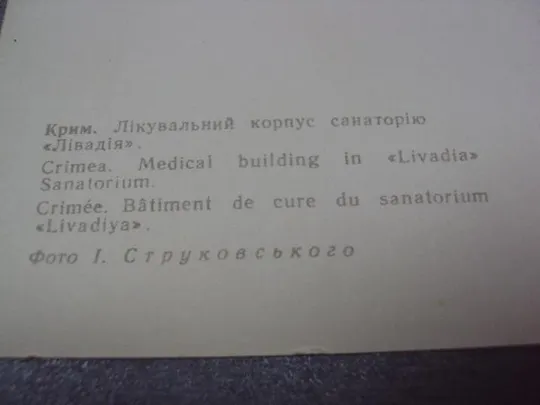 Крим. Лікувальний корпус санаторію
«Лівадія».
Crimea. Medical building in «Livadia»
Sanatorium.
Crimée. Bâtiment de cure du sanatorium
«Livadiya».
Фото І. Струковського